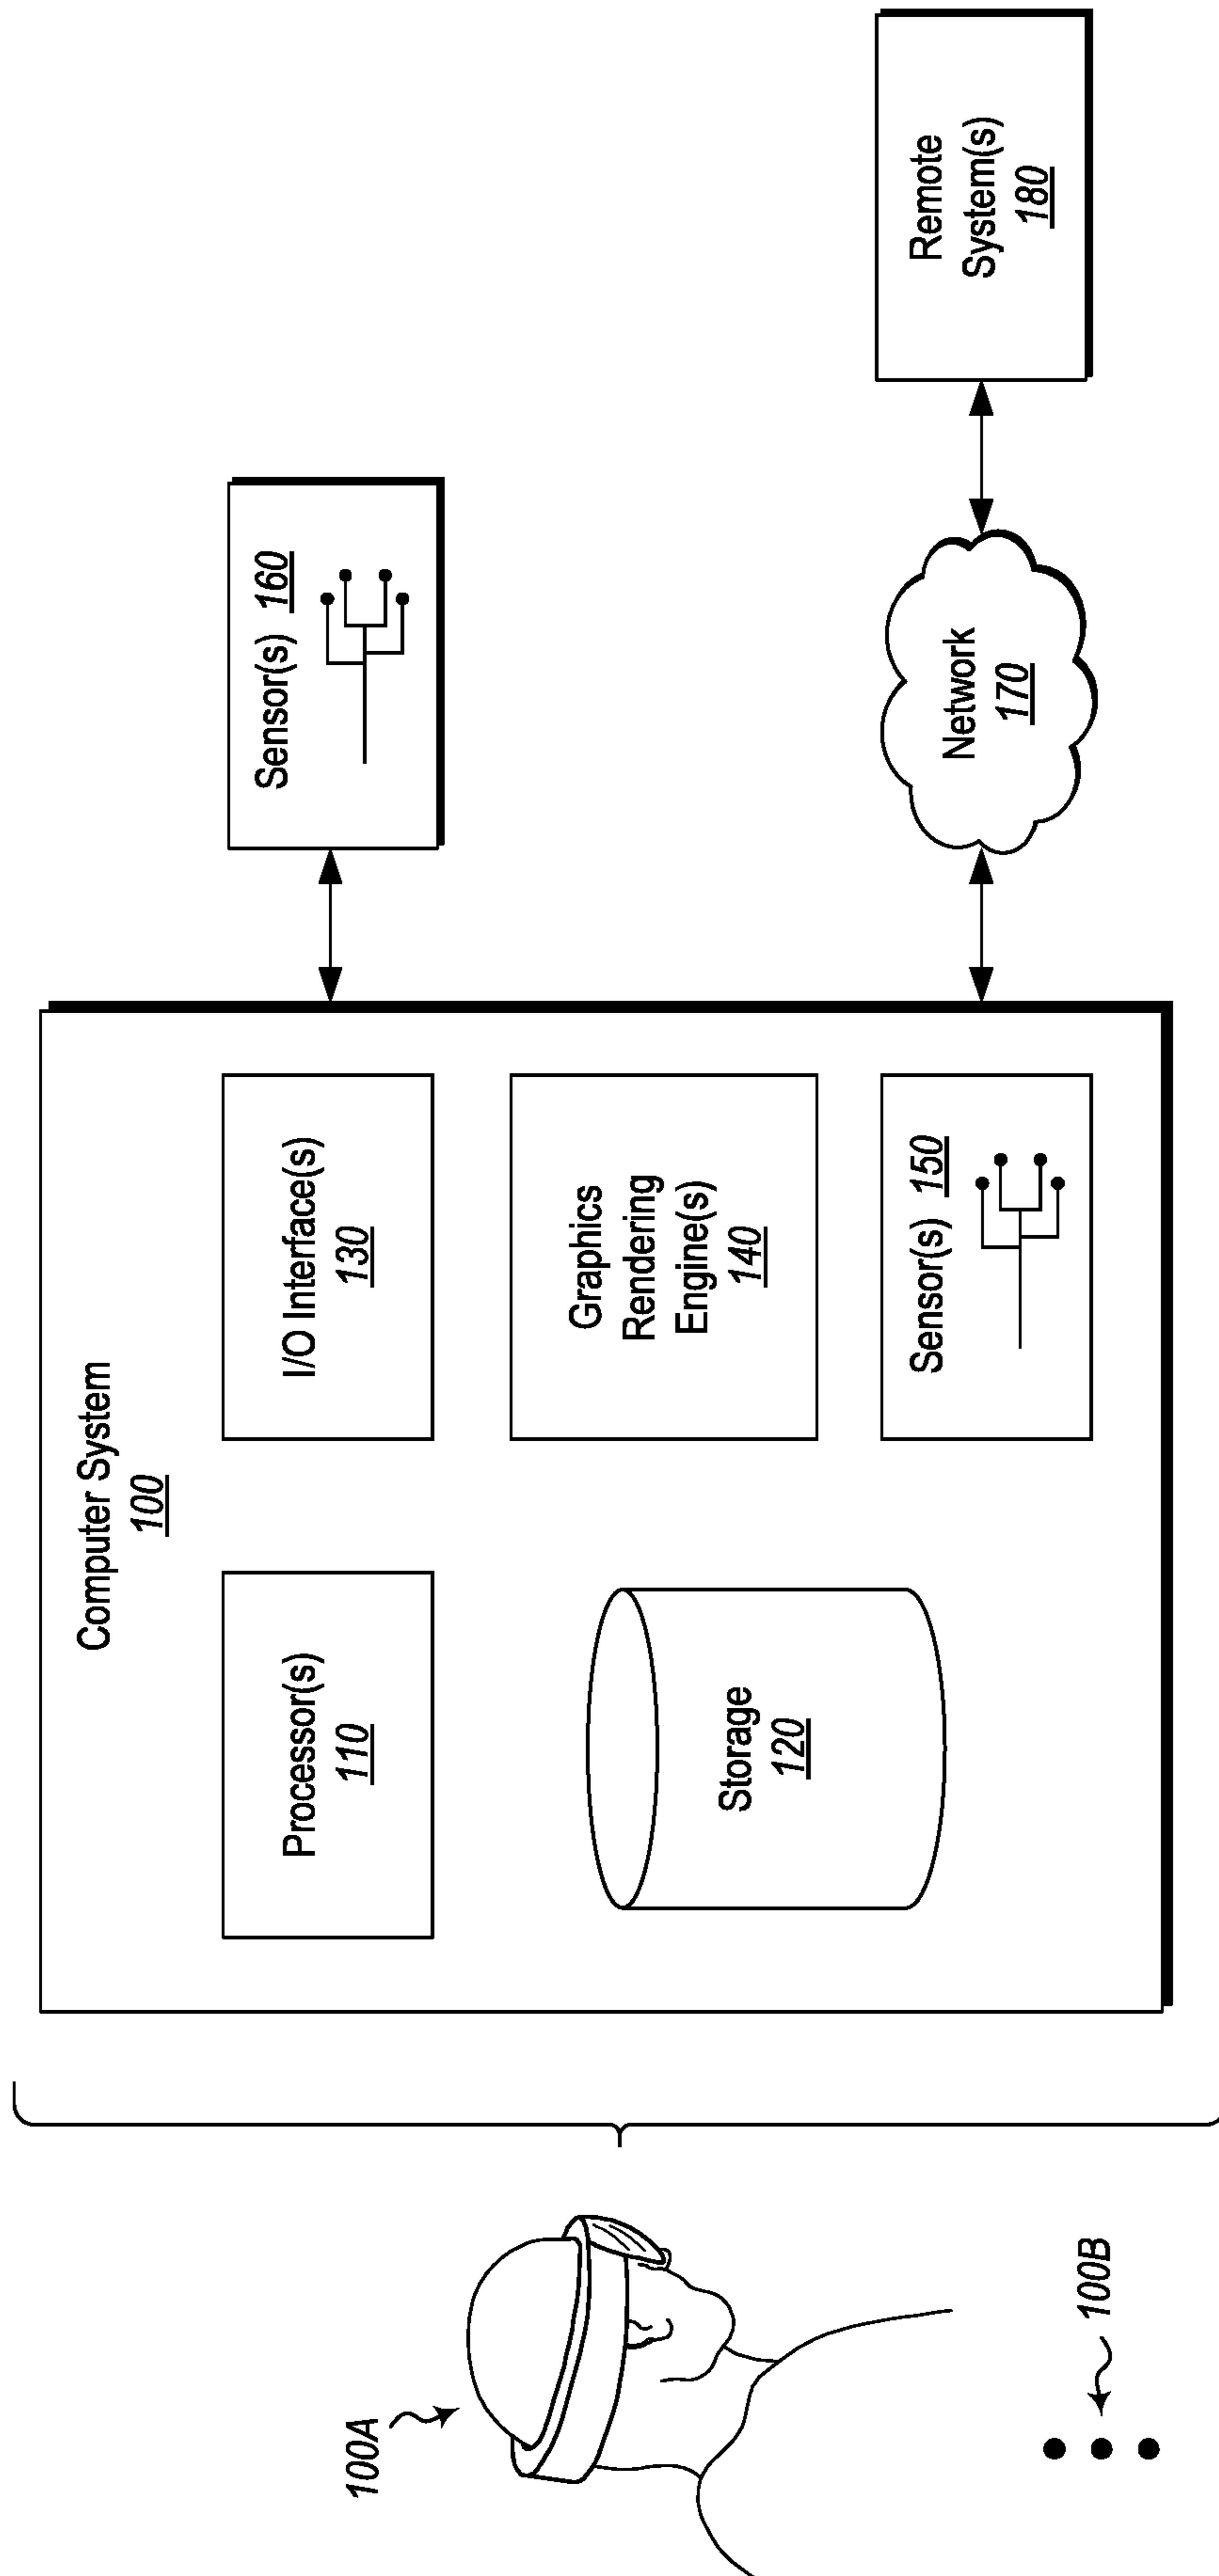 100A
100B
Computer System
100
Processor(s)
110
I/O Interface(s)
130
Storage
120
Graphics
Rendering
Engine(s)
140
Sensor(s) 150
Sensor(s) 160
Network
170
Remote
System(s)
180